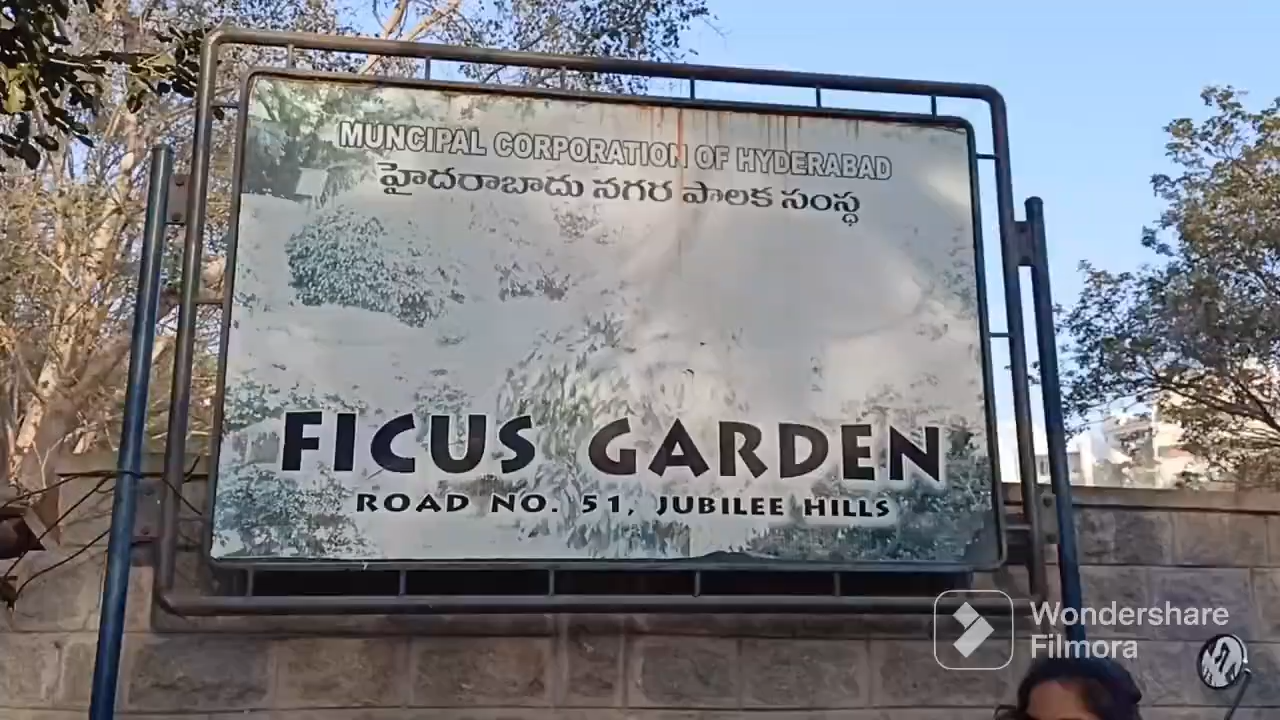 MUNCIPAL CORPORATION OF HYDERABAD
హైదరాబాదు నగర పాలక సంస్థ
FICUS GARDEN
ROAD NO. 51, JUBILEE HILLS
Wondershare
Filmora